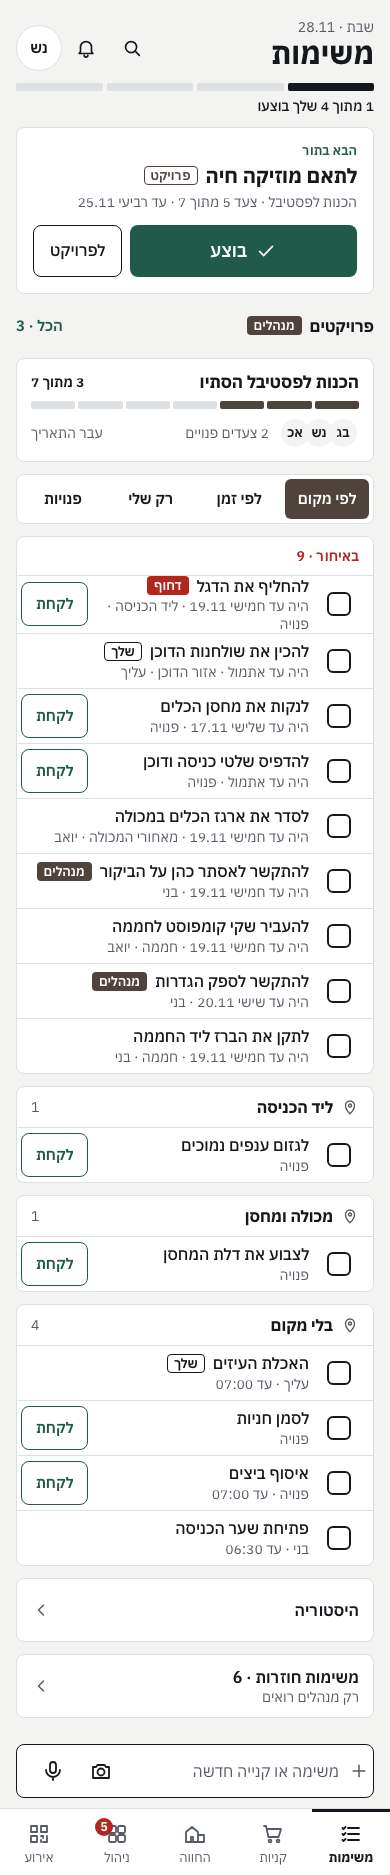 שבת · 28.11
משימות
נש
1 מתוך 4 שלך בוצעו
הבא בתור
לתאם מוזיקה חיה פרויקט
הכנות לפסטיבל · צעד 5 מתוך 7 · עד רביעי 25.11
בוצע
לפרויקט
פרויקטים מנהלים
הכל · 3
הכנות לפסטיבל הסתיו
3 מתוך 7
בג נש אכ 2 צעדים פנויים
עבר התאריך
לפי מקום
לפי זמן
רק שלי
פנויות
באיחור · 9
להחליף את הדגל דחוף
היה עד חמישי 19.11 · ליד הכניסה ·
פנויה
לקחת
להכין את שולחנות הדוכן שלך
היה עד אתמול · אזור הדוכן · עליך
לנקות את מחסן הכלים
היה עד שלישי 17.11 · פנויה
לקחת
להדפיס שלטי כניסה ודוכן
היה עד אתמול · פנויה
לקחת
לסדר את ארגז הכלים במכולה
היה עד חמישי 19.11 · מאחורי המכולה · יואב
להתקשר לאסתר כהן על הביקור מנהלים
היה עד חמישי 19.11 · בני
להעביר שקי קומפוסט לחממה
היה עד חמישי 19.11 · חממה · יואב
להתקשר לספק הגדרות מנהלים
היה עד שישי 20.11 · בני
לתקן את הברז ליד החממה
היה עד חמישי 19.11 · חממה · בני
ליד הכניסה
1
לגזום ענפים נמוכים
פנויה
לקחת
מכולה ומחסן
1
לצבוע את דלת המחסן
פנויה
לקחת
בלי מקום
4
האכלת העיזים שלך
עליך · עד 07:00
לסמן חניות
פנויה
לקחת
איסוף ביצים
פנויה · עד 07:00
לקחת
פתיחת שער הכניסה
בני · עד 06:30
היסטוריה
משימות חוזרות · 6
רק מנהלים רואים
משימה או קנייה חדשה
משימות
קניות
החווה
5
ניהול
אירוע